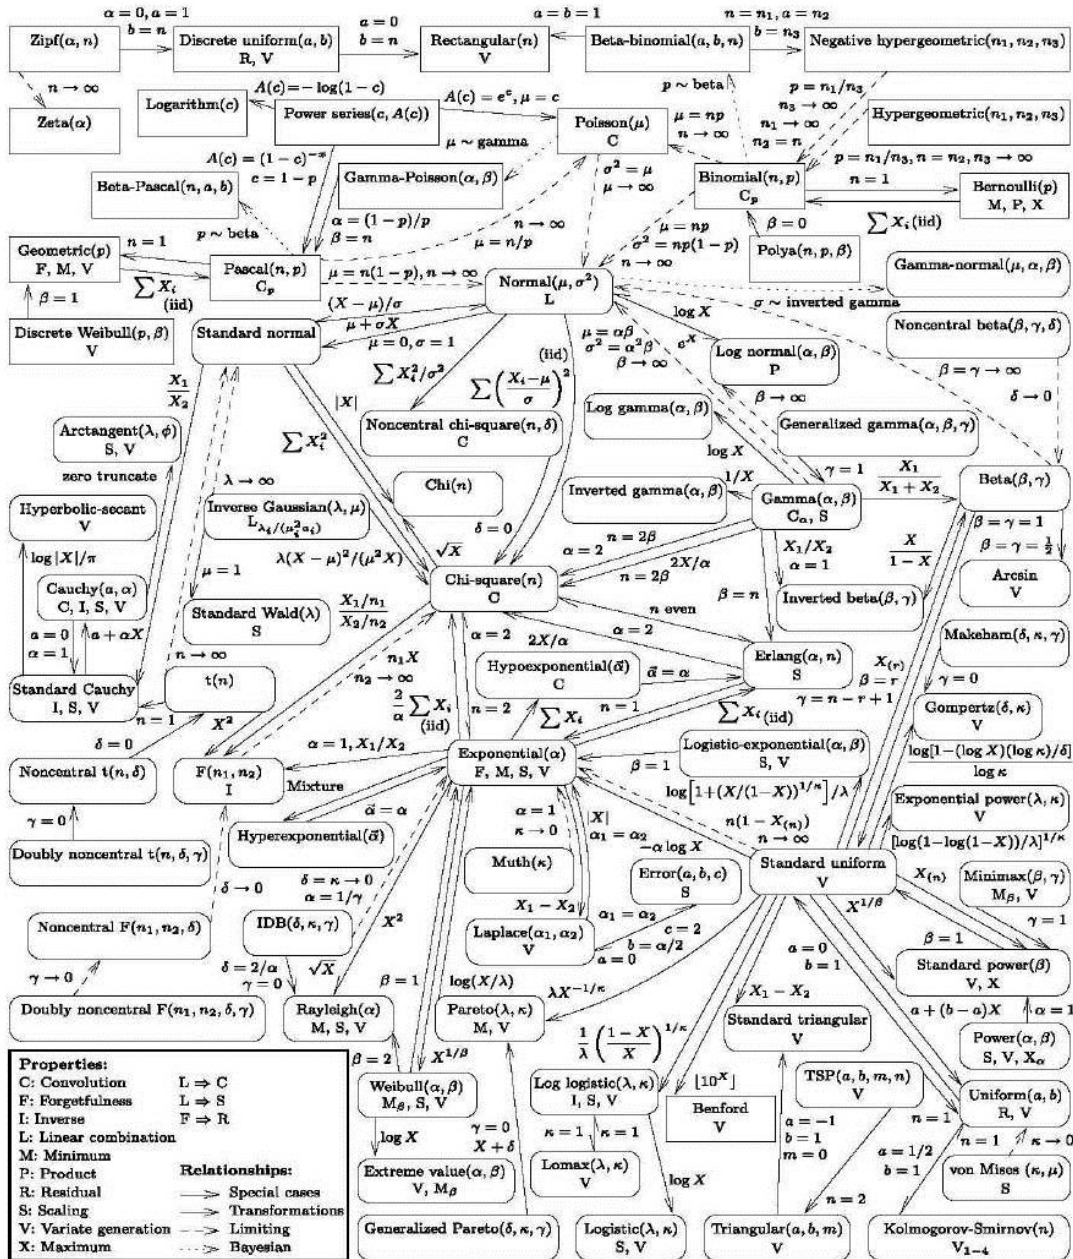 α = 0, a = 1
b = n
a = 0
b = n
a = b = 1
n = n₁, a = n₂
b = n₃
Zipf(α, n)
Discrete uniform(a, b)
R, V
Rectangular(n)
V
Beta-binomial(a, b, n)
Negative hypergeometric(n₁, n₂, n₃)
n → ∞
Zeta(α)
Logarithm(c)
A(c) = −log(1 − c)
Power series(c, A(c))
A(c) = eᶜ, μ = c
Poisson(μ)
C
μ ∼ gamma
p ∼ beta
μ = np
n → ∞
p = n₁/n₃
n₃ → ∞
n₁ → ∞
n₂ = n
Hypergeometric(n₁, n₂, n₃)
p = n₁/n₃, n = n₂, n₃ → ∞
A(c) = (1 − c)⁻ˣ
c = 1 − p
Beta-Pascal(n, a, b)
Gamma-Poisson(α, β)
σ² = μ
μ → ∞
Binomial(n, p)
Cₚ
n = 1
Bernoulli(p)
M, P, X
∑ Xᵢ (iid)
α = (1 − p)/p
β = n
p ∼ beta
n → ∞
μ = n/p
μ = np
σ² = np(1 − p)
n → ∞
β = 0
Polya(n, p, β)
Geometric(p)
F, M, V
n = 1
∑ Xᵢ
(iid)
Pascal(n, p)
Cₚ
μ = n(1 − p), n → ∞
Normal(μ, σ²)
L
Gamma-normal(μ, α, β)
σ ∼ inverted gamma
β = 1
Discrete Weibull(p, β)
V
Standard normal
(X − μ)/σ
μ + σX
μ = 0, σ = 1
log X
eˣ
μ = αβ
σ² = α²β
β → ∞
Log normal(α, β)
P
Noncentral beta(β, γ, δ)
β = γ → ∞
δ → 0
X₁
X₂
∑ Xᵢ²/σ²
(iid)
∑ ((Xᵢ − μ)/σ)²
β → ∞
Arctangent(λ, φ)
S, V
|X|
∑ Xᵢ²
Noncentral chi-square(n, δ)
C
Log gamma(α, β)
Generalized gamma(α, β, γ)
log X
γ = 1
zero truncate
λ → ∞
Hyperbolic-secant
V
Inverse Gaussian(λ, μ)
Chi(n)
Inverted gamma(α, β)
1/X
Gamma(α, β)
C_α, S
X₁
X₁ + X₂
Beta(β, γ)
log |X|/π
λ(X − μ)²/(μ²X)
√X
δ = 0
α = 2
n = 2β
2X/α
n = 2β
X₁/X₂
α = 1
X
1 − X
β = γ = 1
β = γ = ½
Arcsin
V
Cauchy(a, α)
C, I, S, V
μ = 1
Standard Wald(λ)
S
X₁/n₁
X₂/n₂
Chi-square(n)
C
β = n
Inverted beta(β, γ)
a = 0
α = 1
a + αX
n → ∞
n₁X
n₂ → ∞
α = 2
2X/α
n even
α = 2
Makeham(δ, κ, γ)
Standard Cauchy
I, S, V
t(n)
n = 1
X²
Hypoexponential(α⃗)
C
α⃗ = α
Erlang(α, n)
S
X₍ᵣ₎
β = r
γ = n − r + 1
γ = 0
Gompertz(δ, κ)
V
2
α
∑ Xᵢ
(iid)
n = 2
∑ Xᵢ
n = 1
∑ Xᵢ (iid)
δ = 0
Noncentral t(n, δ)
F(n₁, n₂)
I
α = 1, X₁/X₂
Mixture
Exponential(α)
F, M, S, V
β = 1
Logistic-exponential(α, β)
S, V
log[1 + (X/(1−X))^{1/κ}]/λ
log[1−(log X)(log κ)/δ]
log κ
Exponential power(λ, κ)
V
γ = 0
Doubly noncentral t(n, δ, γ)
α⃗ = α
Hyperexponential(α⃗)
α = 1
κ → 0
|X|
α₁ = α₂
n(1 − X₍ₙ₎)
n → ∞
−α log X
Standard uniform
V
[log(1−log(1−X))/λ]^{1/κ}
δ → 0
δ = κ → 0
α = 1/γ
Muth(κ)
Error(a, b, c)
S
X₍ₙ₎
X^{1/β}
Minimax(β, γ)
M_β, V
Noncentral F(n₁, n₂, δ)
IDB(δ, κ, γ)
X²
X₁ − X₂
Laplace(α₁, α₂)
V
α₁ = α₂
c = 2
b = α/2
a = 0
γ = 1
β = 1
Standard power(β)
V, X
γ → 0
δ = 2/α
γ = 0
√X
β = 1
log(X/λ)
λX^{−1/κ}
a = 0
b = 1
Doubly noncentral F(n₁, n₂, δ, γ)
Rayleigh(α)
M, S, V
Pareto(λ, κ)
M, V
X₁ − X₂
Standard triangular
V
a + (b − a)X
α = 1
1/λ ((1 − X)/X)^{1/κ}
Power(α, β)
S, V, X_α
β = 2
X^{1/β}
Weibull(α, β)
M_β, S, V
Log logistic(λ, κ)
I, S, V
⌊10ˣ⌋
Benford
V
TSP(a, b, m, n)
V
Uniform(a, b)
R, V
log X
γ = 0
X + δ
κ = 1
κ = 1
a = −1
b = 1
m = 0
n = 1
n = 1
κ → 0
Extreme value(α, β)
V, M_β
Lomax(λ, κ)
V
log X
a = 1/2
b = 1
von Mises (κ, μ)
S
n = 2
Generalized Pareto(δ, κ, γ)
Logistic(λ, κ)
S, V
Triangular(a, b, m)
V
Kolmogorov-Smirnov(n)
V₁₋₄
Properties:
C: Convolution L ⇒ C
F: Forgetfulness L ⇒ S
I: Inverse F ⇒ R
L: Linear combination
M: Minimum
P: Product Relationships:
R: Residual Special cases
S: Scaling Transformations
V: Variate generation Limiting
X: Maximum Bayesian